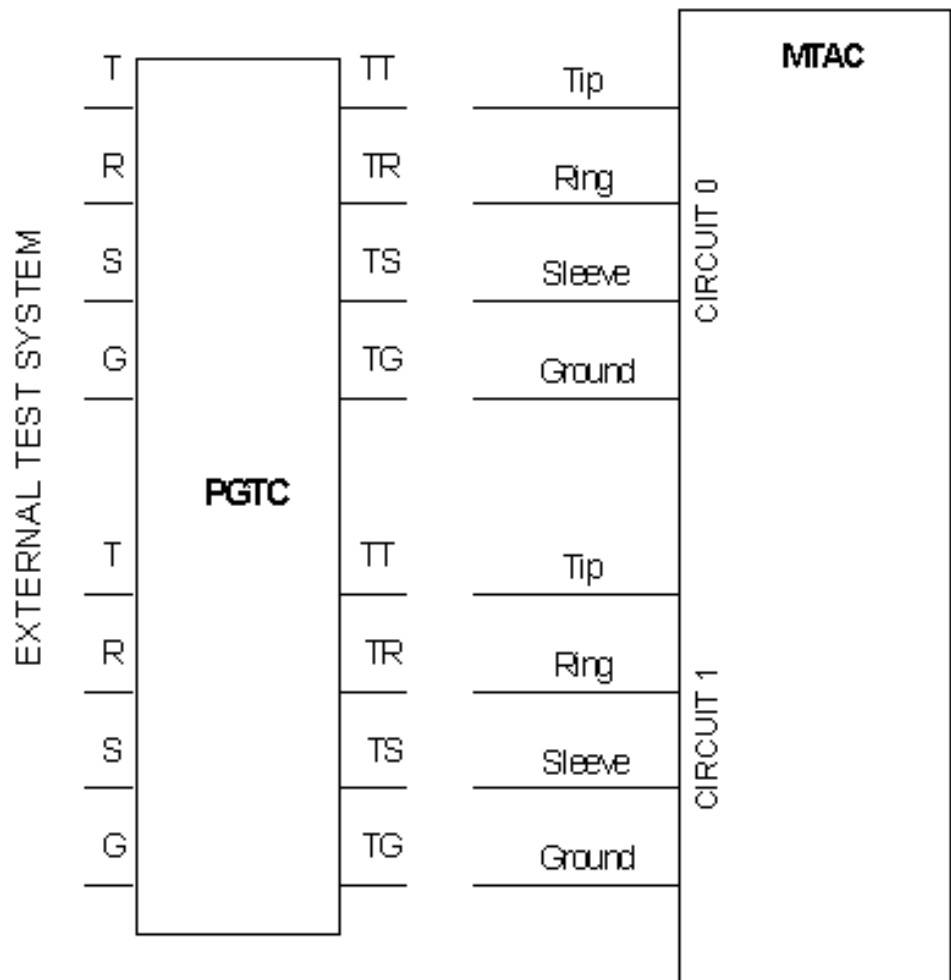 MTAC
T TT Tip
R TR Ring
S TS Sleeve
G TG Ground
CIRCUIT 0
EXTERNAL TEST SYSTEM
PGTC
T TT Tip
R TR Ring
S TS Sleeve
G TG Ground
CIRCUIT 1